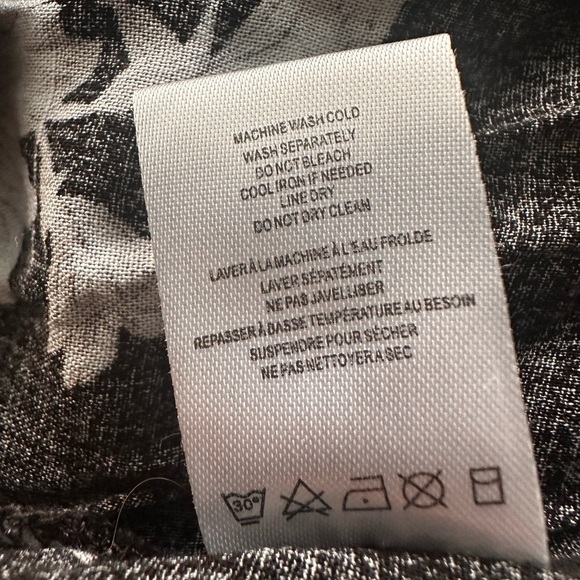 MACHINE WASH COLD
WASH SEPARATELY
DO NOT BLEACH
COOL IRON IF NEEDED
LINE DRY
DO NOT DRY CLEAN
LAVER À LA MACHINE À L'EAU FROLDE
LAVER SÉPATEMENT
NE PAS JAVELLISER
REPASSER À BASSE TEMPÉRATURE AU BESOIN
SUSPENDRE POUR SÉCHER
NE PAS NETTOYER A SEC
30°